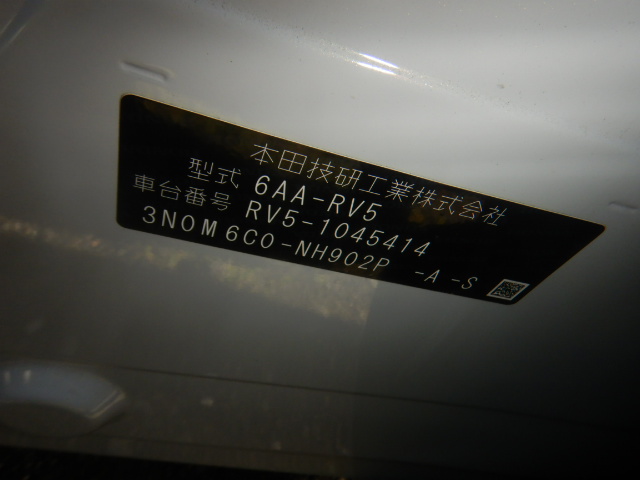 本田技研工業株式会社
型式 6AA-RV5
車台番号 RV5-1045414
3N0M6C0-NH902P -A -S